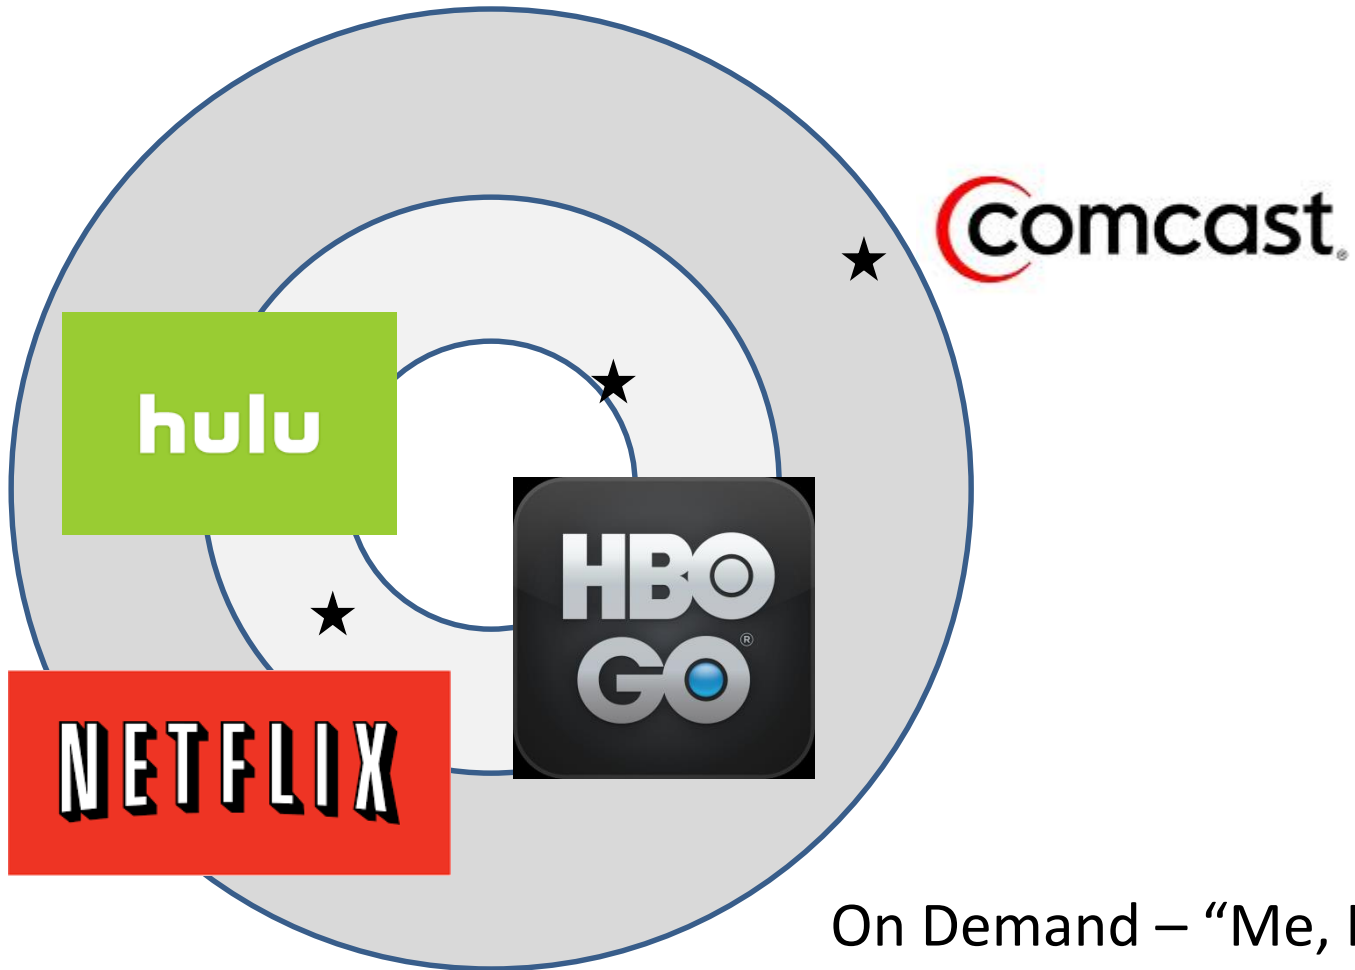 comcast®
hulu
HBO
GO®
NETFLIX
On Demand – “Me,